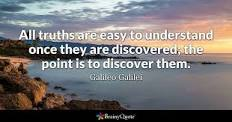 All truths are easy to understand
once they are discovered; the
point is to discover them.
Galileo Galilei
BrainyQuote